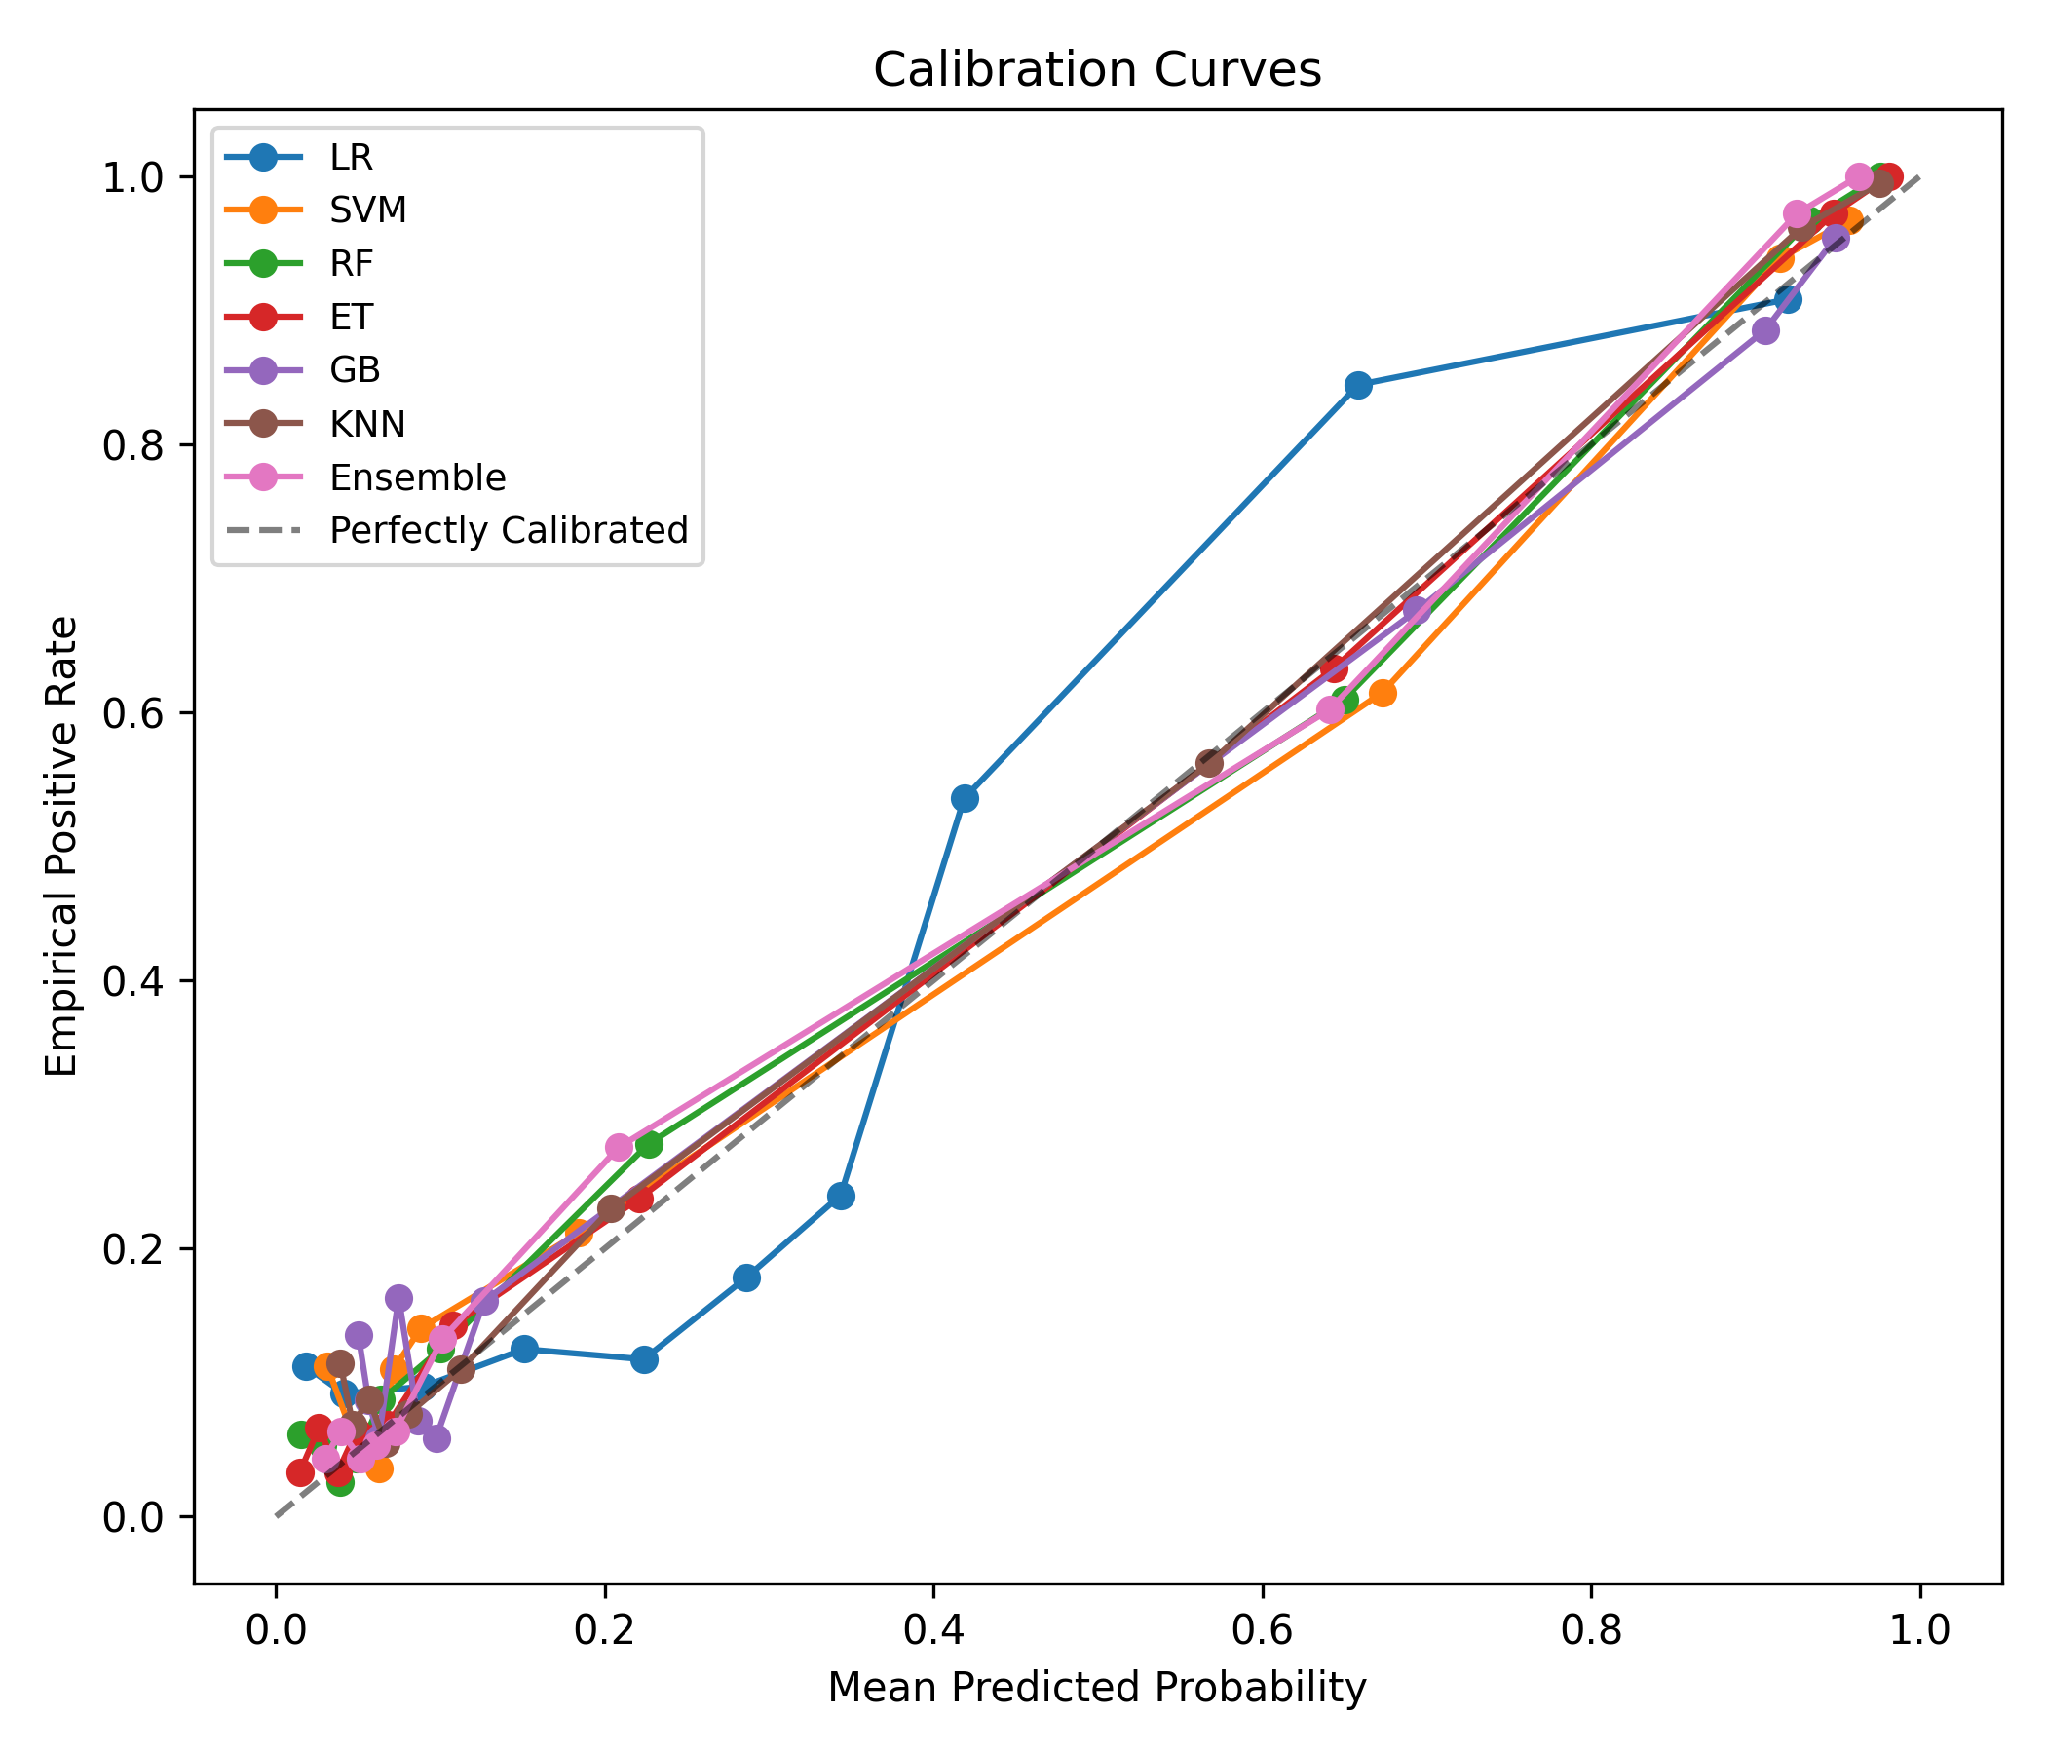 Calibration Curves
LR
SVM
RF
ET
GB
KNN
Ensemble
Perfectly Calibrated
Empirical Positive Rate
1.0
0.8
0.6
0.4
0.2
0.0
0.0 0.2 0.4 0.6 0.8 1.0
Mean Predicted Probability